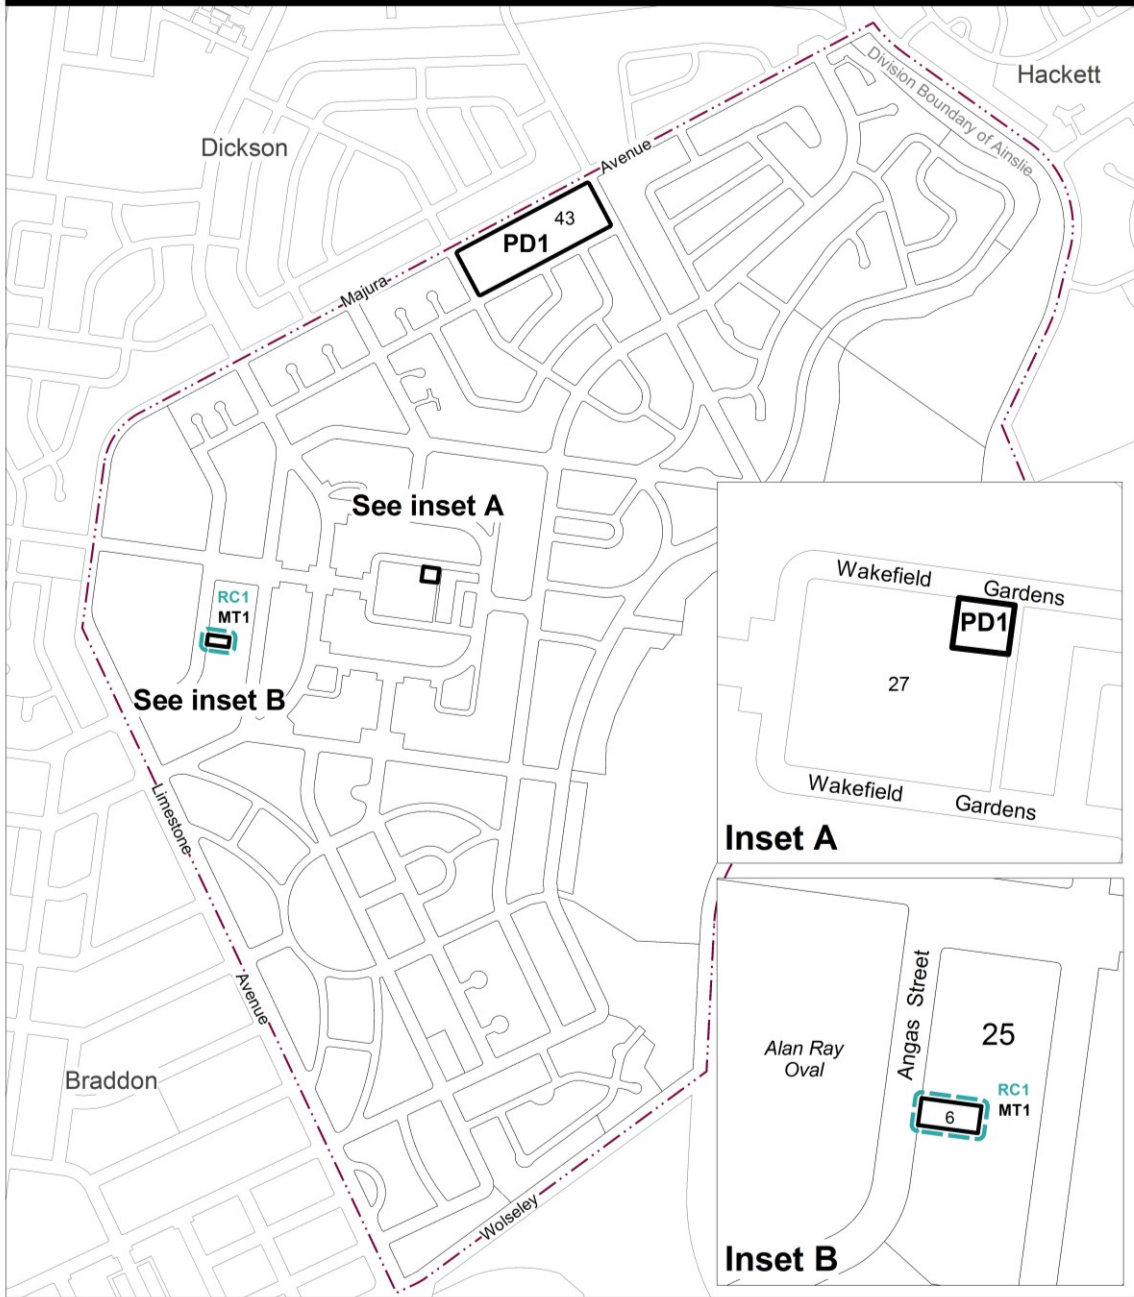 Hackett
Division Boundary of Ainslie
Dickson
Avenue
43
PD1
Majura
See inset A
RC1
MT1
See inset B
Limestone
Avenue
Braddon
Wolseley
Wakefield
Gardens
PD1
27
Wakefield
Gardens
Inset A
Angas Street
25
Alan Ray
Oval
RC1
MT1
6
Inset B